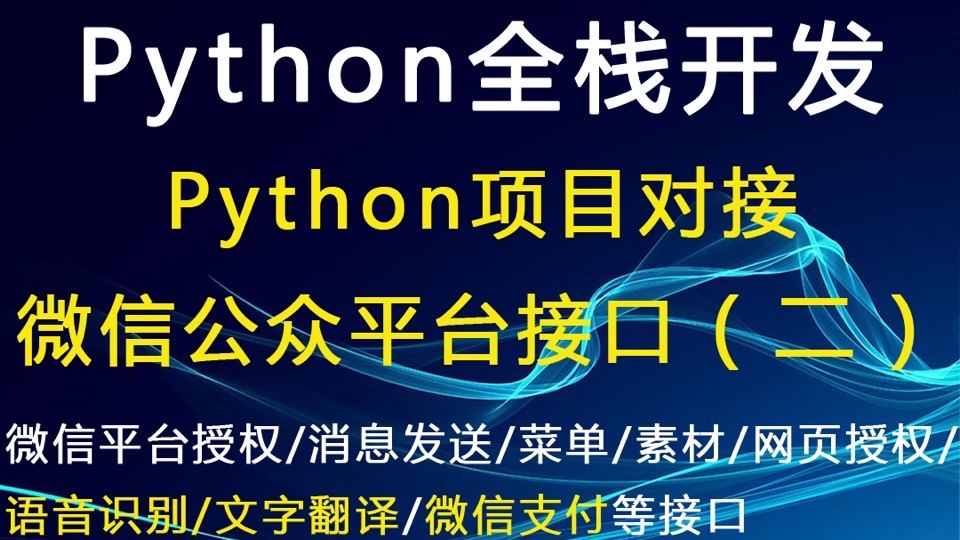 Python全栈开发
Python项目对接
微信公众平台接口（二）
微信平台授权/消息发送/菜单/素材/网页授权/
语音识别/文字翻译/微信支付等接口